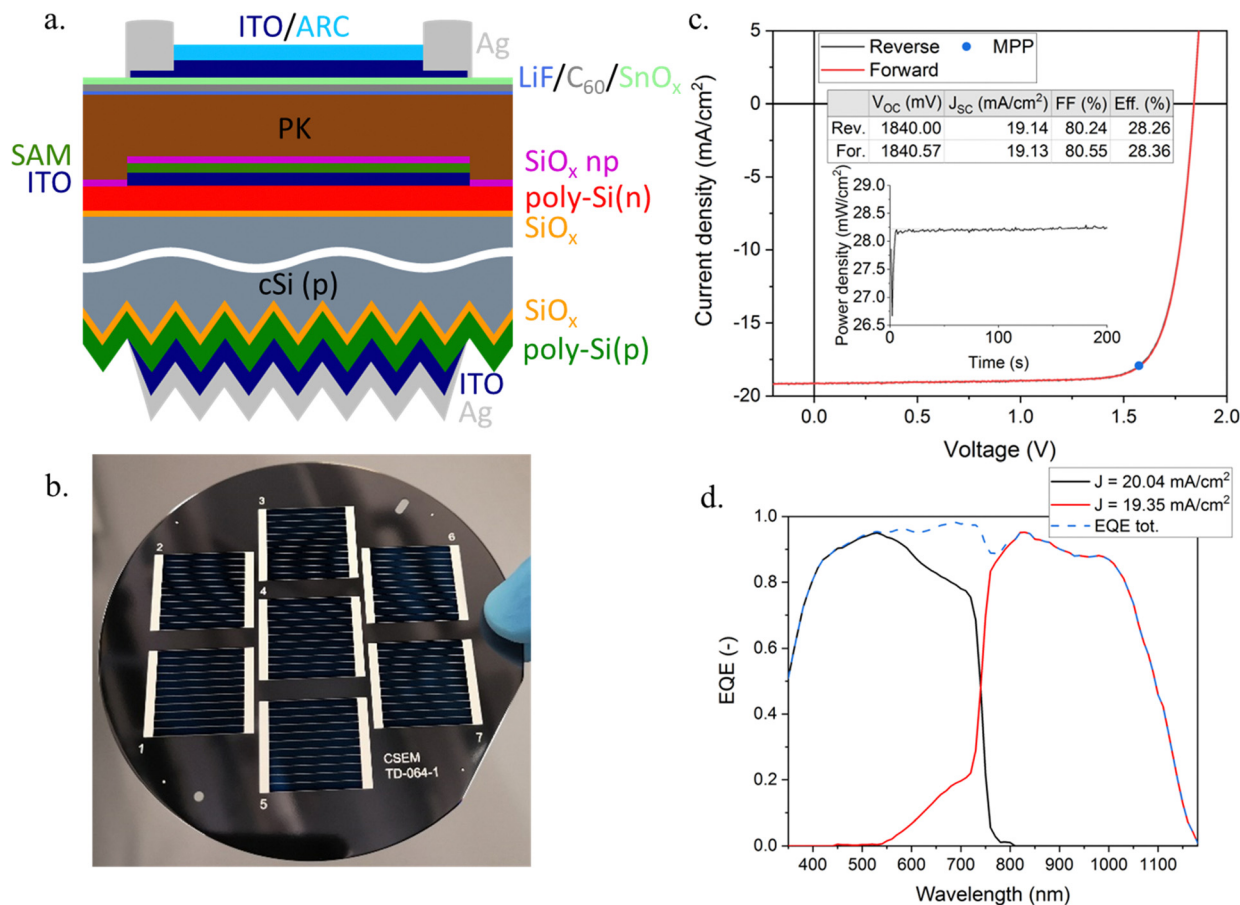 a.
ITO/ARC
Ag
LiF/C60/SnOx
PK
SAM
SiOx np
ITO
poly-Si(n)
SiOx
cSi (p)
SiOx
poly-Si(p)
ITO
Ag
b.
3
2
6
4
1
7
CSEM
TD-064-1
5
c.
Reverse
MPP
Forward
VOC (mV) JSC (mA/cm2) FF (%) Eff. (%)
Rev. 1840.00 19.14 80.24 28.26
For. 1840.57 19.13 80.55 28.36
5
0
-5
-10
-15
-20
Current density (mA/cm2)
29.0
28.5
28.0
27.5
27.0
26.5
Power density (mW/cm2)
0 100 200
Time (s)
0.0 0.5 1.0 1.5 2.0
Voltage (V)
d.
J = 20.04 mA/cm2
J = 19.35 mA/cm2
EQE tot.
1.0
0.8
0.6
0.4
0.2
0.0
EQE (-)
400 500 600 700 800 900 1000 1100
Wavelength (nm)